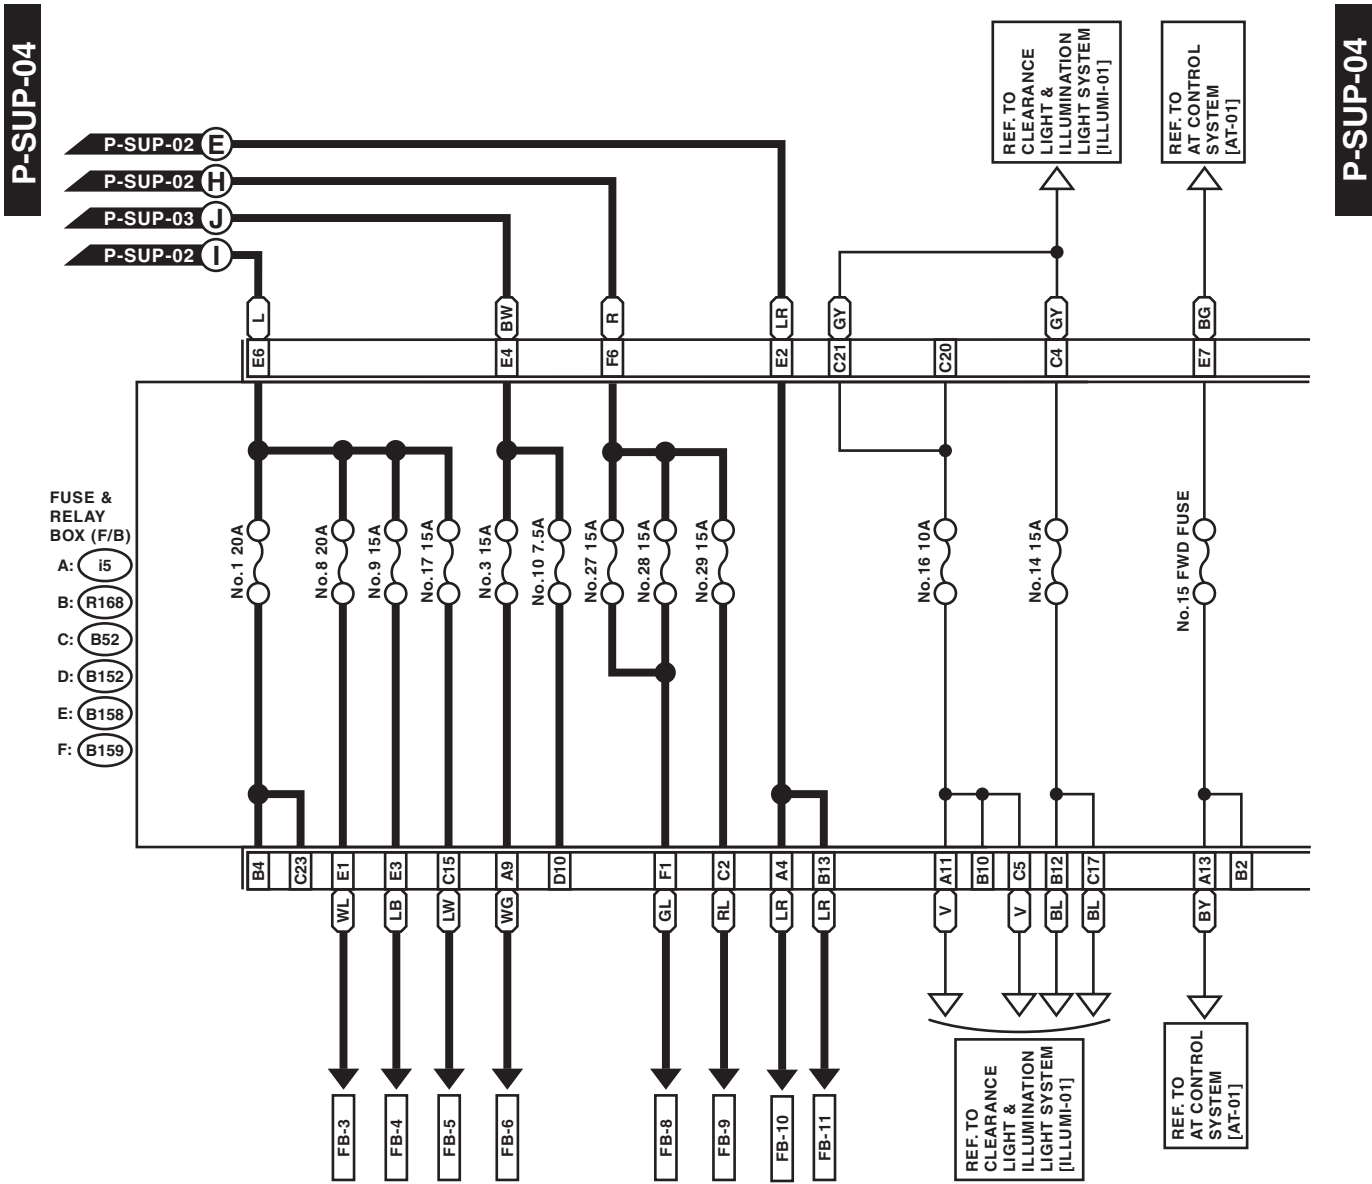 P-SUP-04
P-SUP-04
REF. TO
CLEARANCE
LIGHT &
ILLUMINATION
LIGHT SYSTEM
[ILLUMI-01]
REF. TO
AT CONTROL
SYSTEM
[AT-01]
P-SUP-02 E
P-SUP-02 H
P-SUP-03 J
P-SUP-02 I
L
BW
R
LR
GY
GY
BG
E6
E4
F6
E2
C21
C20
C4
E7
FUSE &
RELAY
BOX (F/B)
A: i5
B: R168
C: B52
D: B152
E: B158
F: B159
No.1 20A
No.8 20A
No.9 15A
No.17 15A
No.3 15A
No.10 7.5A
No.27 15A
No.28 15A
No.29 15A
No.16 10A
No.14 15A
No.15 FWD FUSE
B4
C23
E1
E3
C15
A9
D10
F1
C2
A4
B13
A11
B10
C5
B12
C17
A13
B2
WL
LB
LW
WG
GL
RL
LR
LR
V
V
BL
BL
BY
FB-3
FB-4
FB-5
FB-6
FB-8
FB-9
FB-10
FB-11
REF. TO
CLEARANCE
LIGHT &
ILLUMINATION
LIGHT SYSTEM
[ILLUMI-01]
REF. TO
AT CONTROL
SYSTEM
[AT-01]